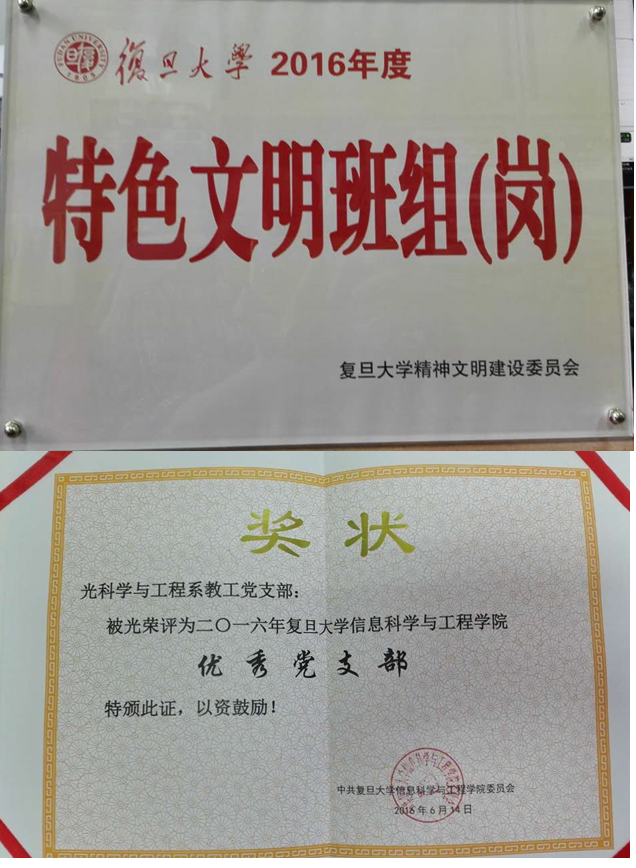 FUDAN UNIVERSITY
1905
復旦大學 2016年度
特色文明班组(岗)
复旦大学精神文明建设委员会
奖状
光科学与工程系教工党支部:
被光荣评为二〇一六年复旦大学信息科学与工程学院
优秀党支部
特颁此证，以资鼓励!
中共复旦大学信息科学与工程学院委员会
2016年6月14日